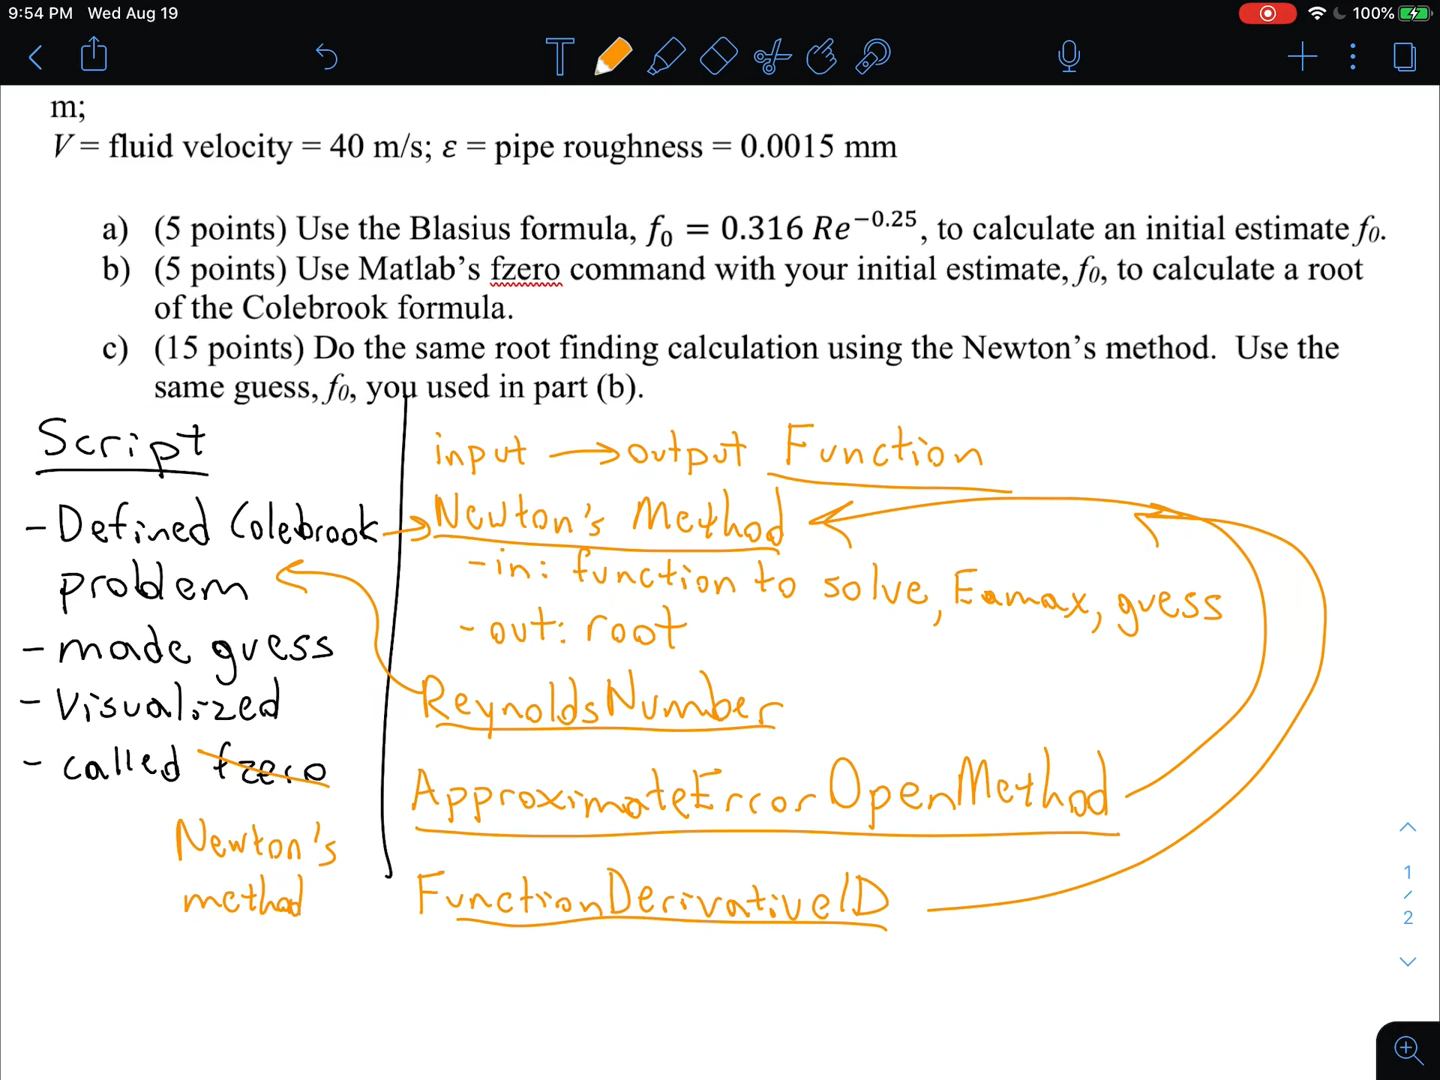 9:54 PM Wed Aug 19
100%
m;
V = fluid velocity = 40 m/s; ε = pipe roughness = 0.0015 mm
a) (5 points) Use the Blasius formula, f₀ = 0.316 Re⁻⁰·²⁵, to calculate an initial estimate f₀.
b) (5 points) Use Matlab's fzero command with your initial estimate, f₀, to calculate a root
of the Colebrook formula.
c) (15 points) Do the same root finding calculation using the Newton's method. Use the
same guess, f₀, you used in part (b).
Script
- Defined Colebrook
problem
- made guess
- Visualized
- called fzero
Newton's
method
input → output Function
Newton's Method
- in: function to solve, Eamax, guess
- out: root
ReynoldsNumber
ApproximateErrorOpenMethod
FunctionDerivative1D
1
/
2